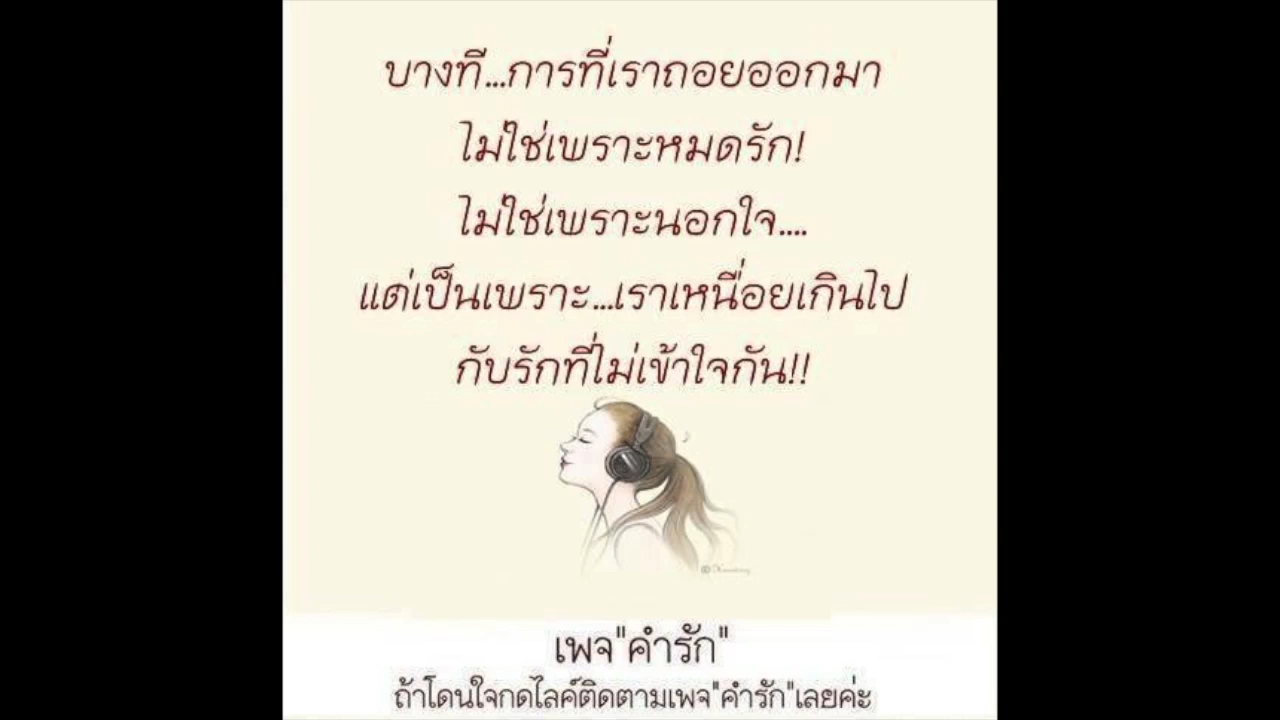 บางที...การที่เราถอยออกมา
ไม่ใช่เพราะหมดรัก!
ไม่ใช่เพราะนอกใจ....
แต่เป็นเพราะ...เราเหนื่อยเกินไป
กับรักที่ไม่เข้าใจกัน!!
เพจ"คำรัก"
ถ้าโดนใจกดไลค์ติดตามเพจ"คำรัก"เลยค่ะ